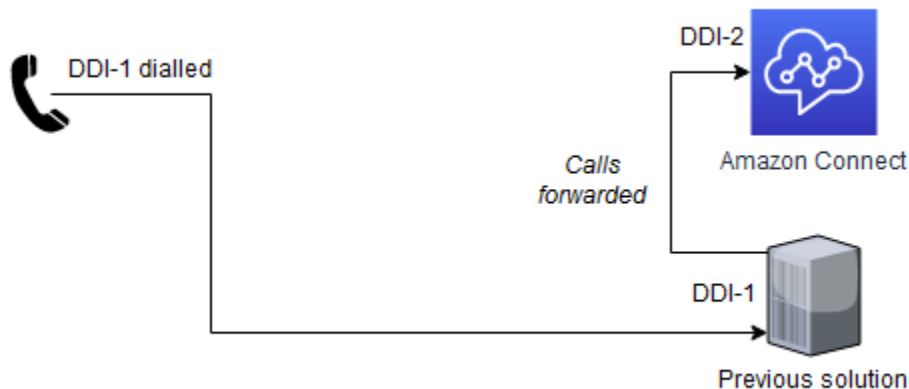 DDI-1 dialled
DDI-2
Amazon Connect
Calls
forwarded
DDI-1
Previous solution